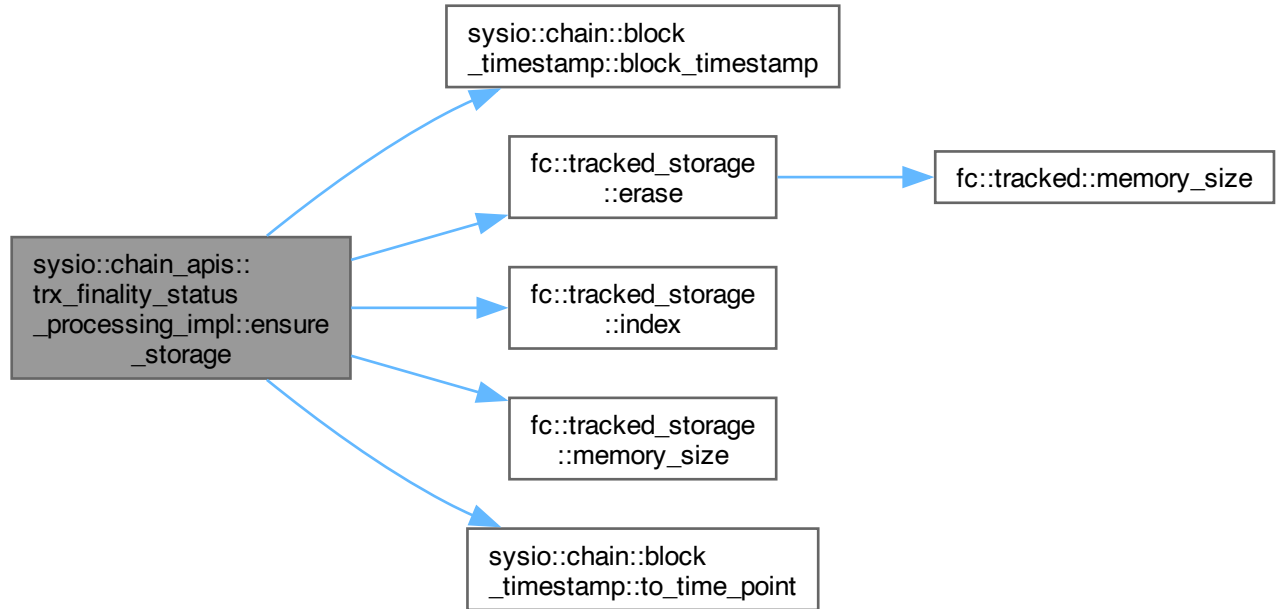 sysio::chain::block
_timestamp::block_timestamp
fc::tracked_storage
::erase
fc::tracked::memory_size
sysio::chain_apis::
trx_finality_status
_processing_impl::ensure
_storage
fc::tracked_storage
::index
fc::tracked_storage
::memory_size
sysio::chain::block
_timestamp::to_time_point